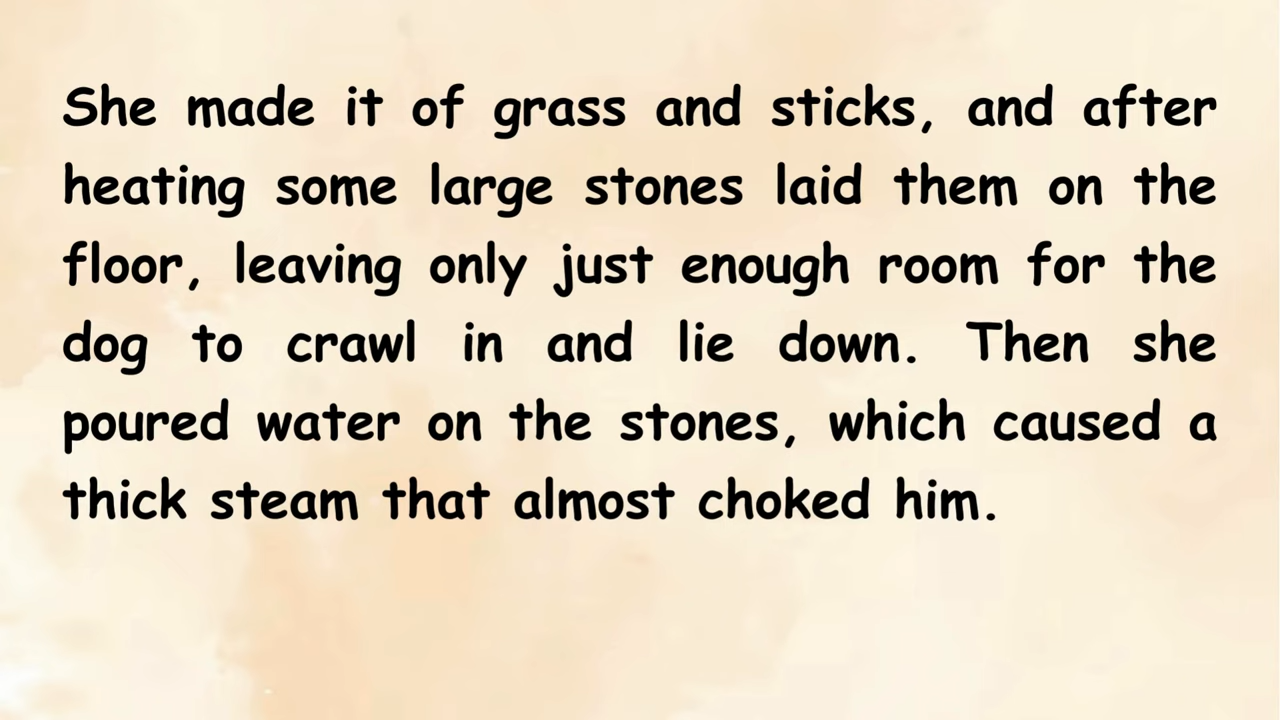 She made it of grass and sticks, and after
heating some large stones laid them on the
floor, leaving only just enough room for the
dog to crawl in and lie down. Then she
poured water on the stones, which caused a
thick steam that almost choked him.